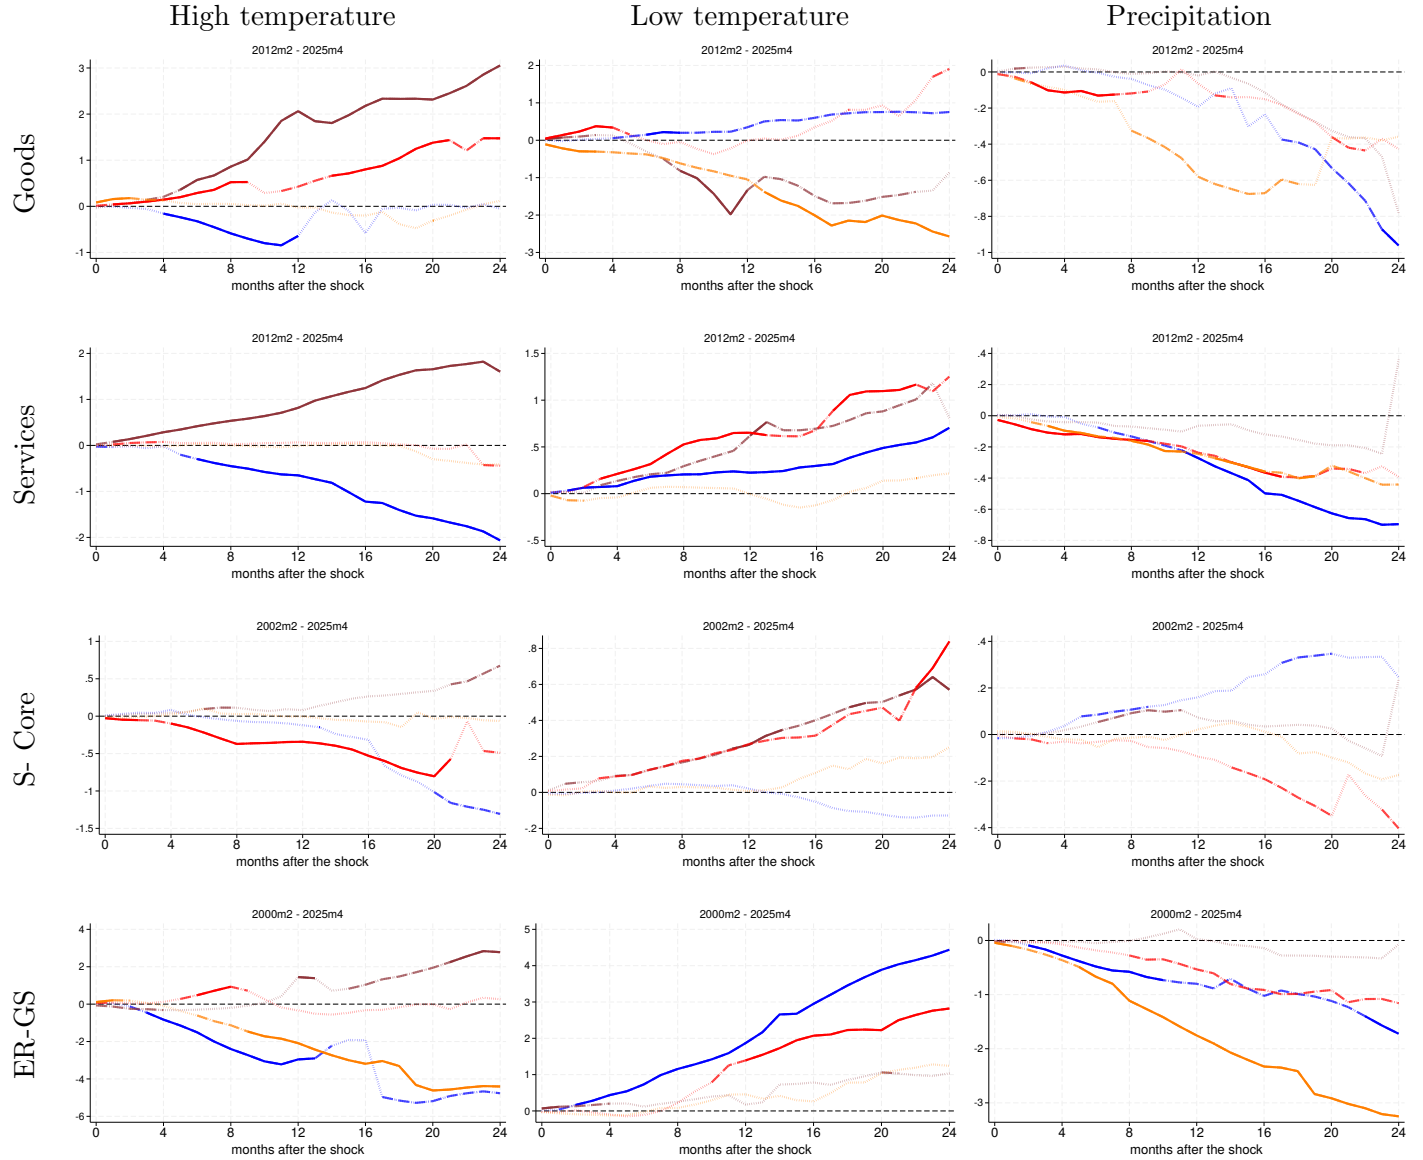 High temperature Low temperature Precipitation
2012m2 - 2025m4 2012m2 - 2025m4 2012m2 - 2025m4
Goods
3
2
1
0
-1
0 4 8 12 16 20 24
months after the shock
2
1
0
-1
-2
-3
0 4 8 12 16 20 24
months after the shock
0
-.2
-.4
-.6
-.8
-1
0 4 8 12 16 20 24
months after the shock
2012m2 - 2025m4 2012m2 - 2025m4 2012m2 - 2025m4
Services
2
1
0
-1
-2
0 4 8 12 16 20 24
months after the shock
1.5
1
.5
0
-.5
0 4 8 12 16 20 24
months after the shock
.4
.2
0
-.2
-.4
-.6
-.8
0 4 8 12 16 20 24
months after the shock
2002m2 - 2025m4 2002m2 - 2025m4 2002m2 - 2025m4
S- Core
1
.5
0
-.5
-1
-1.5
0 4 8 12 16 20 24
months after the shock
.8
.6
.4
.2
0
-.2
0 4 8 12 16 20 24
months after the shock
.4
.2
0
-.2
-.4
0 4 8 12 16 20 24
months after the shock
2000m2 - 2025m4 2000m2 - 2025m4 2000m2 - 2025m4
ER-GS
4
2
0
-2
-4
-6
0 4 8 12 16 20 24
months after the shock
5
4
3
2
1
0
0 4 8 12 16 20 24
months after the shock
0
-1
-2
-3
0 4 8 12 16 20 24
months after the shock